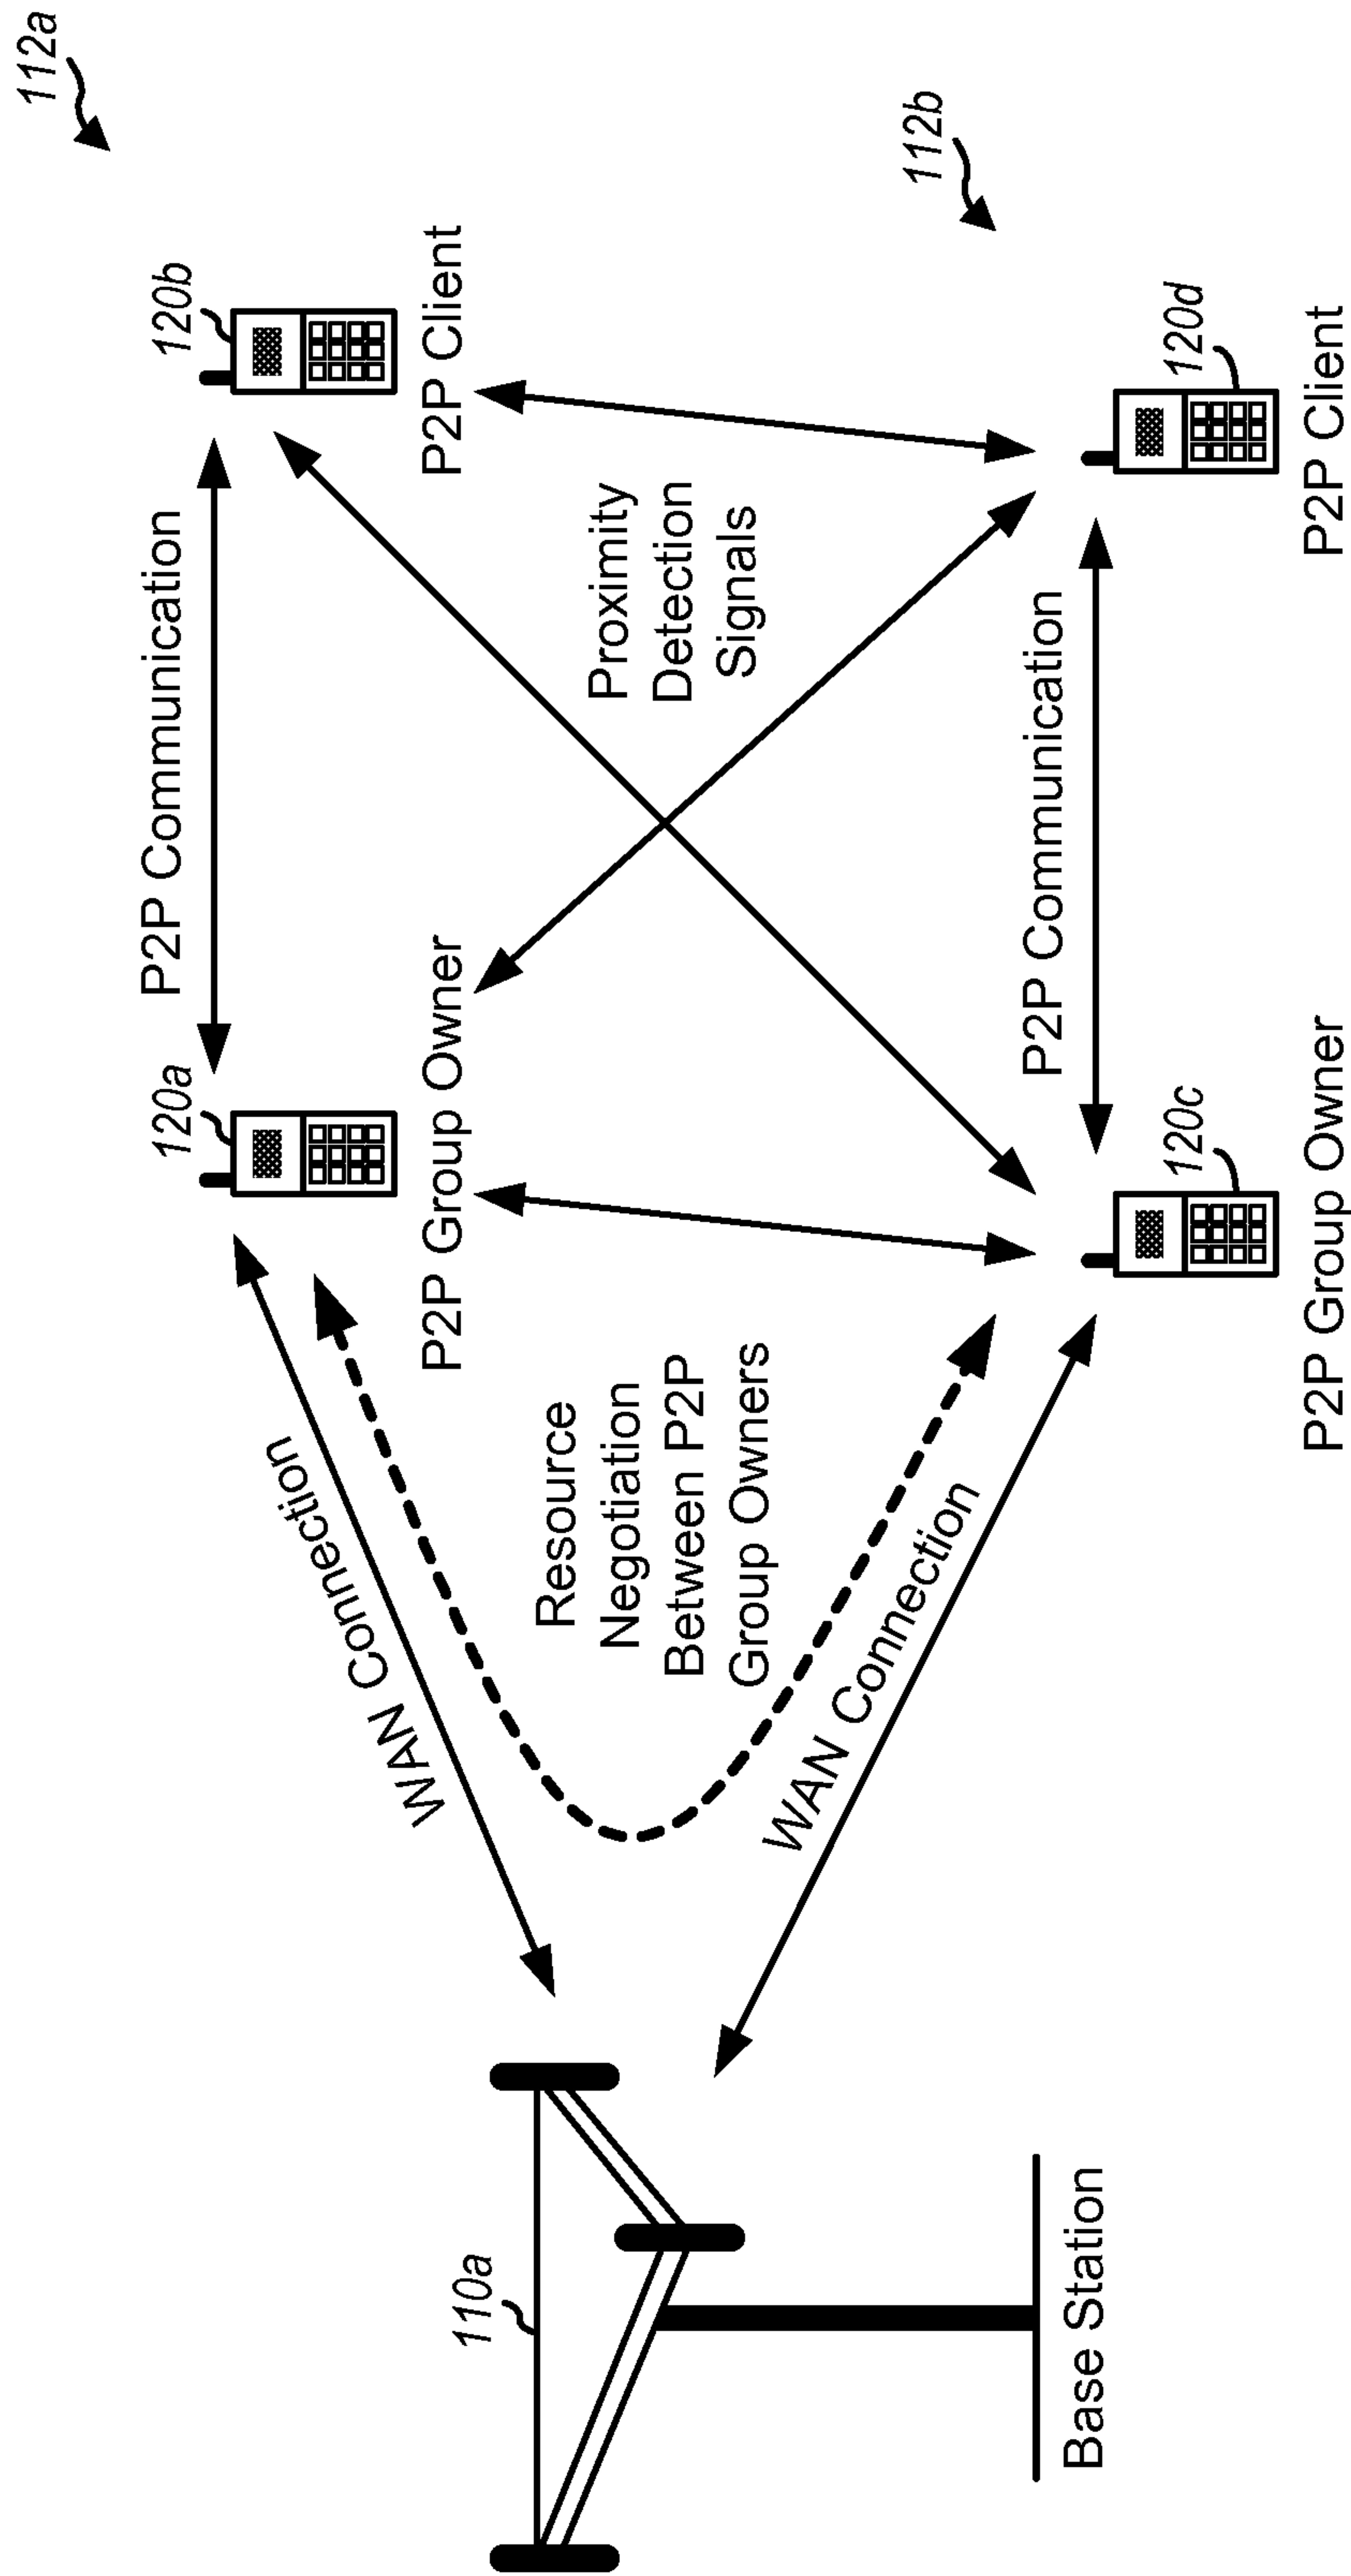 112a
120a
120b
P2P Communication
P2P Group Owner
P2P Client
WAN Connection
110a
Resource
Negotiation
Between P2P
Group Owners
Proximity
Detection
Signals
112b
WAN Connection
P2P Communication
120c
120d
Base Station
P2P Group Owner
P2P Client